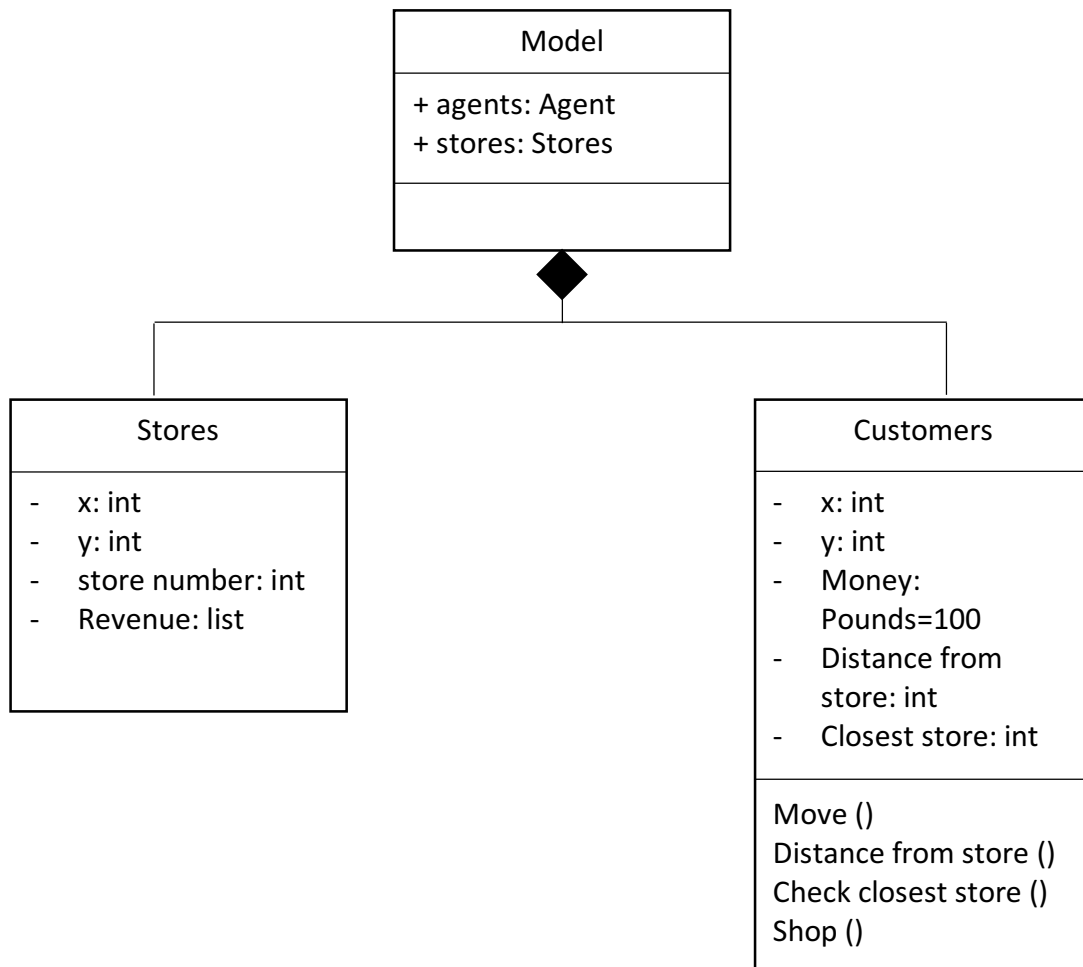 Model
+ agents: Agent
+ stores: Stores
Stores
- x: int
- y: int
- store number: int
- Revenue: list
Customers
- x: int
- y: int
- Money:
Pounds=100
- Distance from
store: int
- Closest store: int
Move ()
Distance from store ()
Check closest store ()
Shop ()